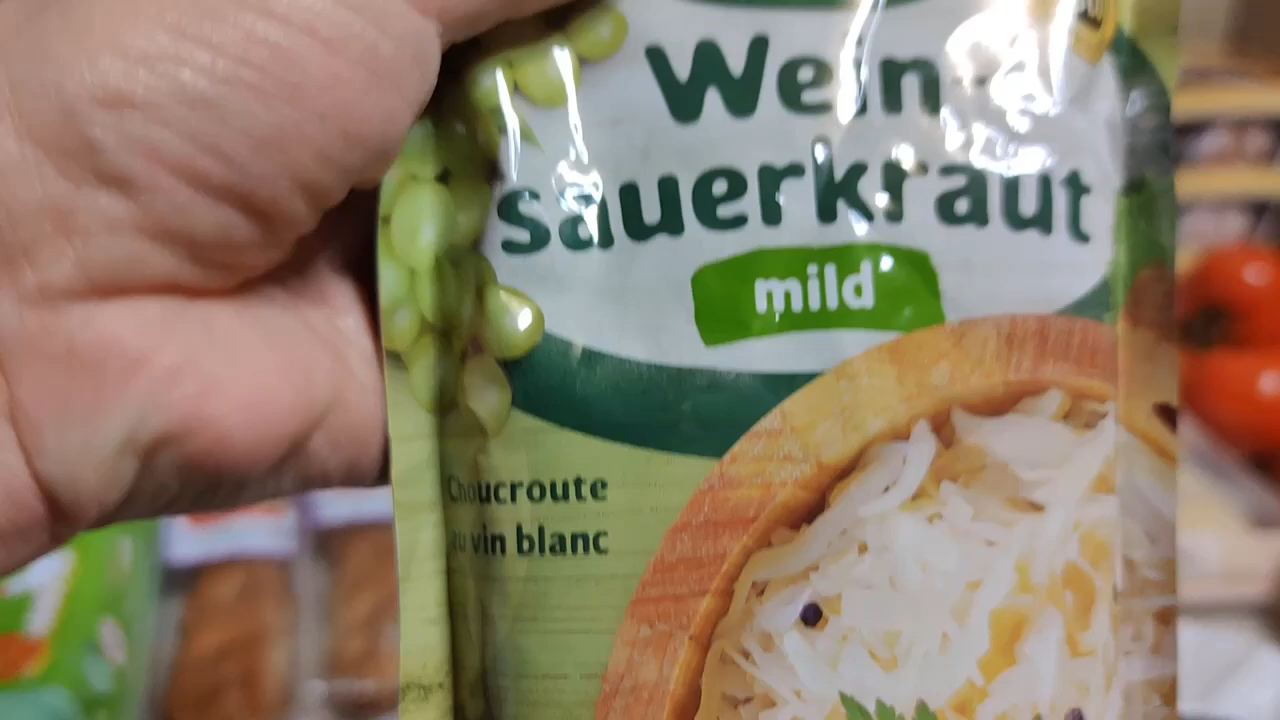 Wein
sauerkraut
mild
Choucroute
au vin blanc